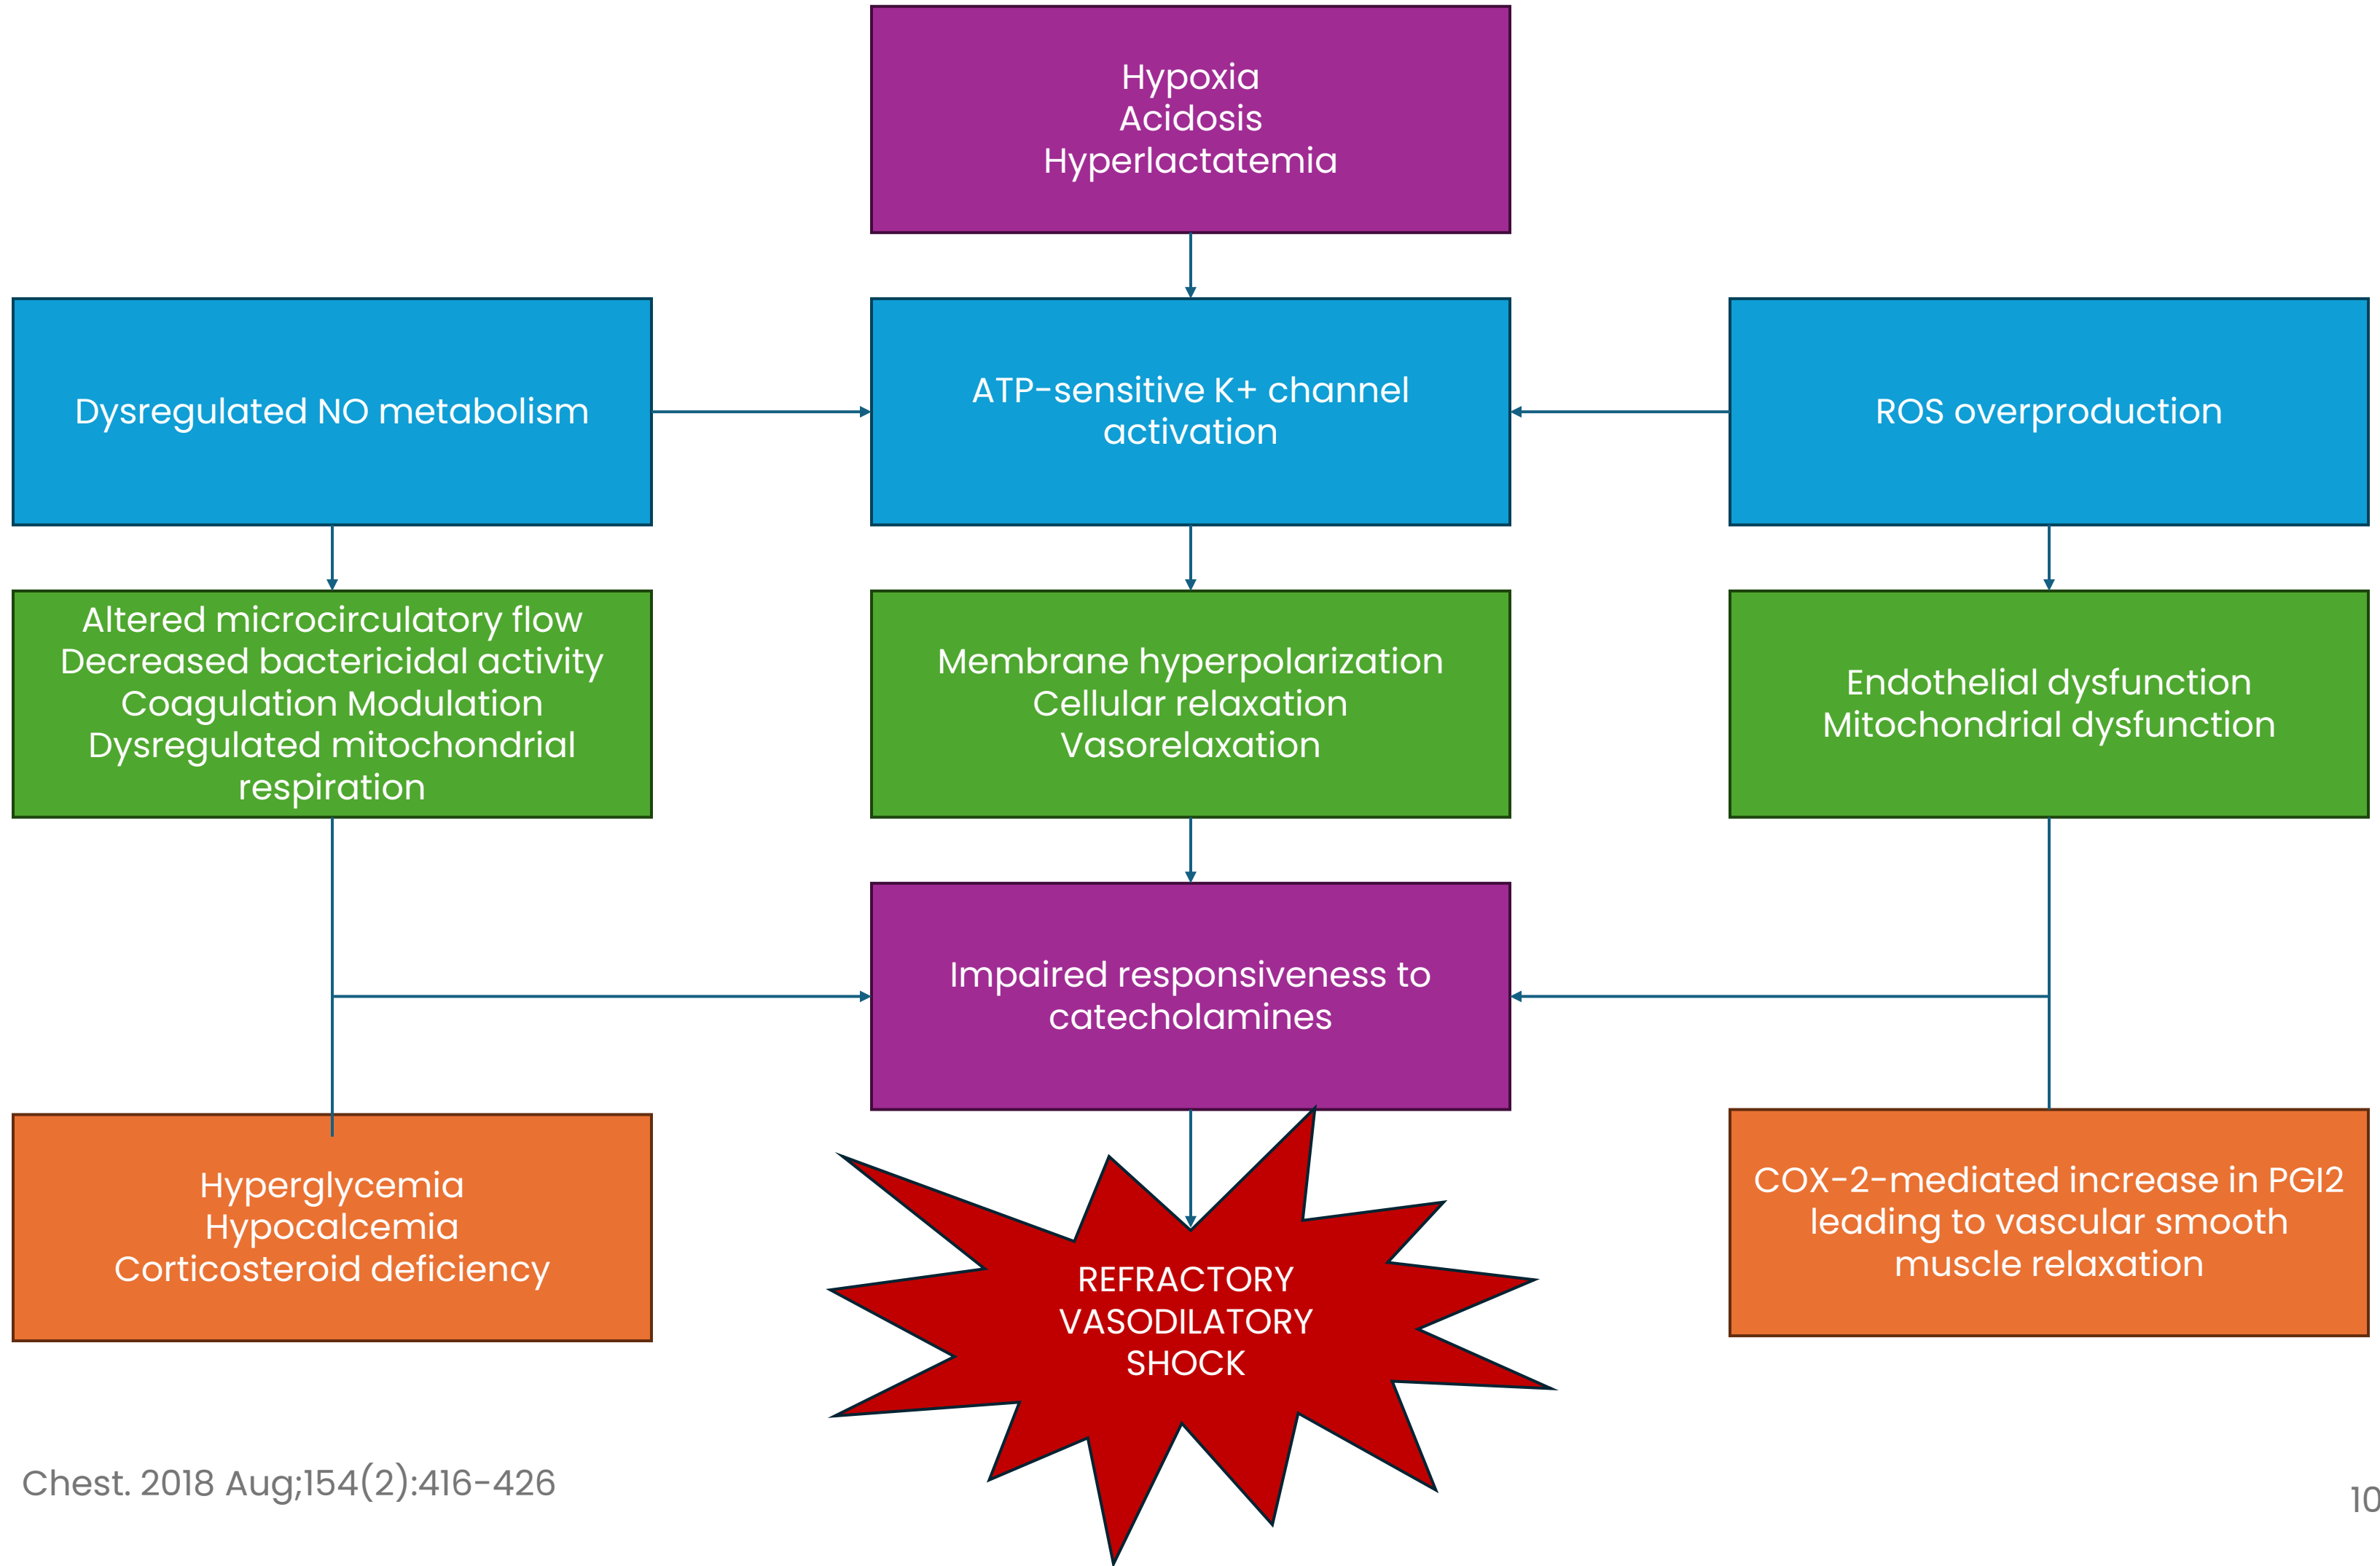 Hypoxia
Acidosis
Hyperlactatemia
Dysregulated NO metabolism
ATP-sensitive K+ channel
activation
ROS overproduction
Altered microcirculatory flow
Decreased bactericidal activity
Coagulation Modulation
Dysregulated mitochondrial
respiration
Membrane hyperpolarization
Cellular relaxation
Vasorelaxation
Endothelial dysfunction
Mitochondrial dysfunction
Impaired responsiveness to
catecholamines
Hyperglycemia
Hypocalcemia
Corticosteroid deficiency
REFRACTORY
VASODILATORY
SHOCK
COX-2-mediated increase in PGI2
leading to vascular smooth
muscle relaxation
Chest. 2018 Aug;154(2):416-426
10